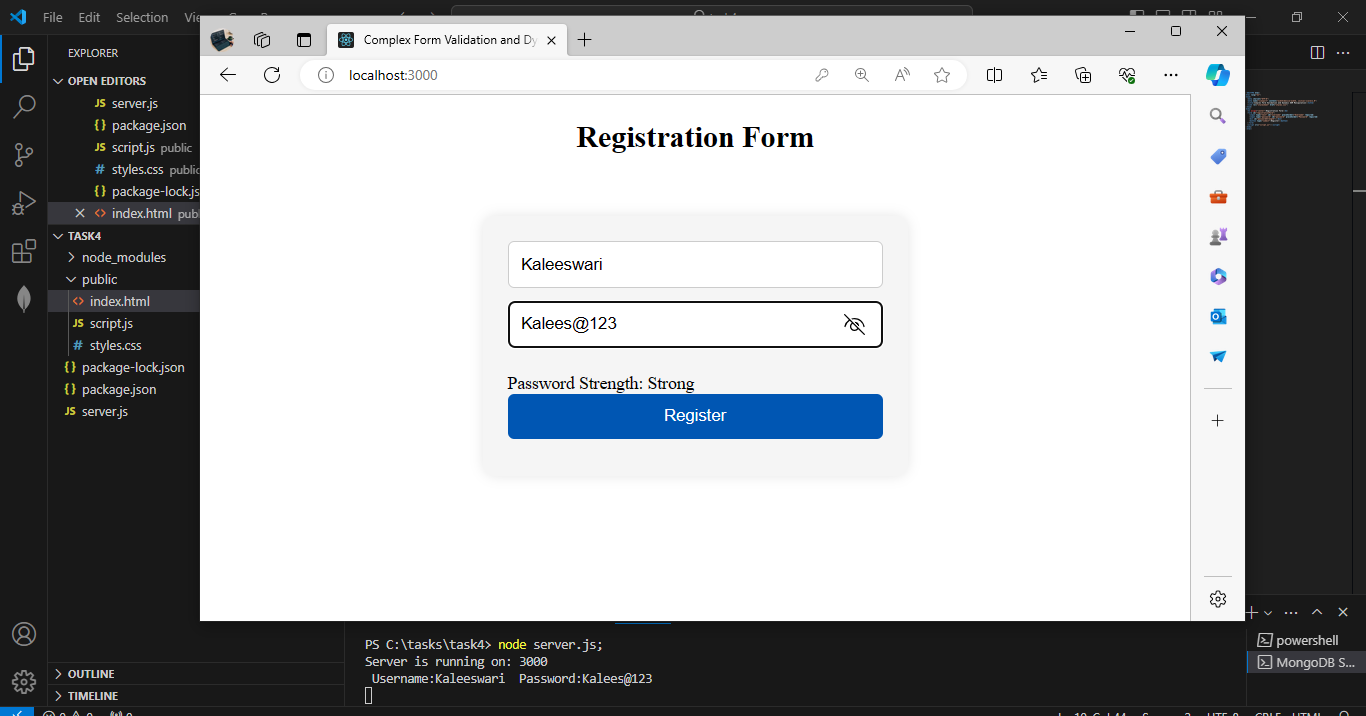 File Edit Selection
Complex Form Validation and Dy
EXPLORER
localhost:3000
OPEN EDITORS
JS server.js
{} package.json
JS script.js public
# styles.css public
{} package-lock.js
<> index.html pub
TASK4
node_modules
public
<> index.html
JS script.js
# styles.css
{} package-lock.json
{} package.json
JS server.js
OUTLINE
TIMELINE
Registration Form
Kaleeswari
Kalees@123
Password Strength: Strong
Register
PS C:\tasks\task4> node server.js;
Server is running on: 3000
Username:Kaleeswari Password:Kalees@123
powershell
MongoDB S...